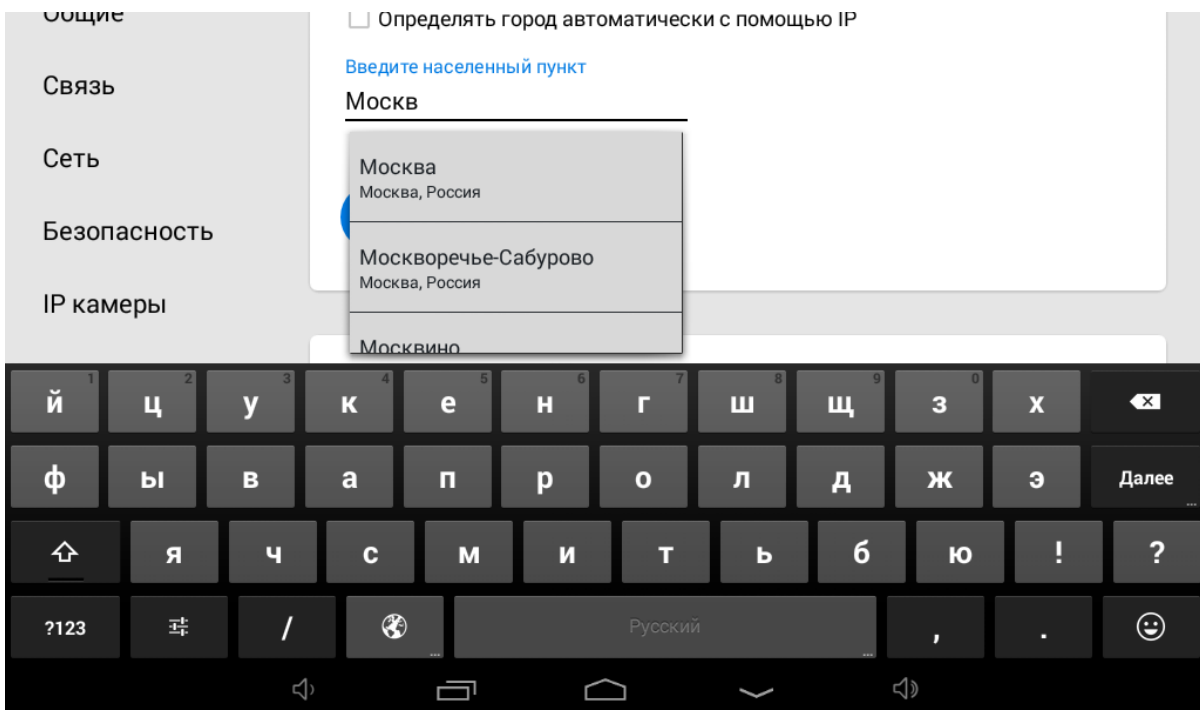 Общие
Определять город автоматически с помощью IP
Введите населенный пункт
Связь
Москв
Сеть
Москва
Москва, Россия
Безопасность
Москворечье-Сабурово
Москва, Россия
IP камеры
Москвино
1 2 3 4 5 6 7 8 9 0
й ц у к е н г ш щ з х
ф ы в а п р о л д ж э Далее
я ч с м и т ь б ю ! ?
?123 / Русский , .